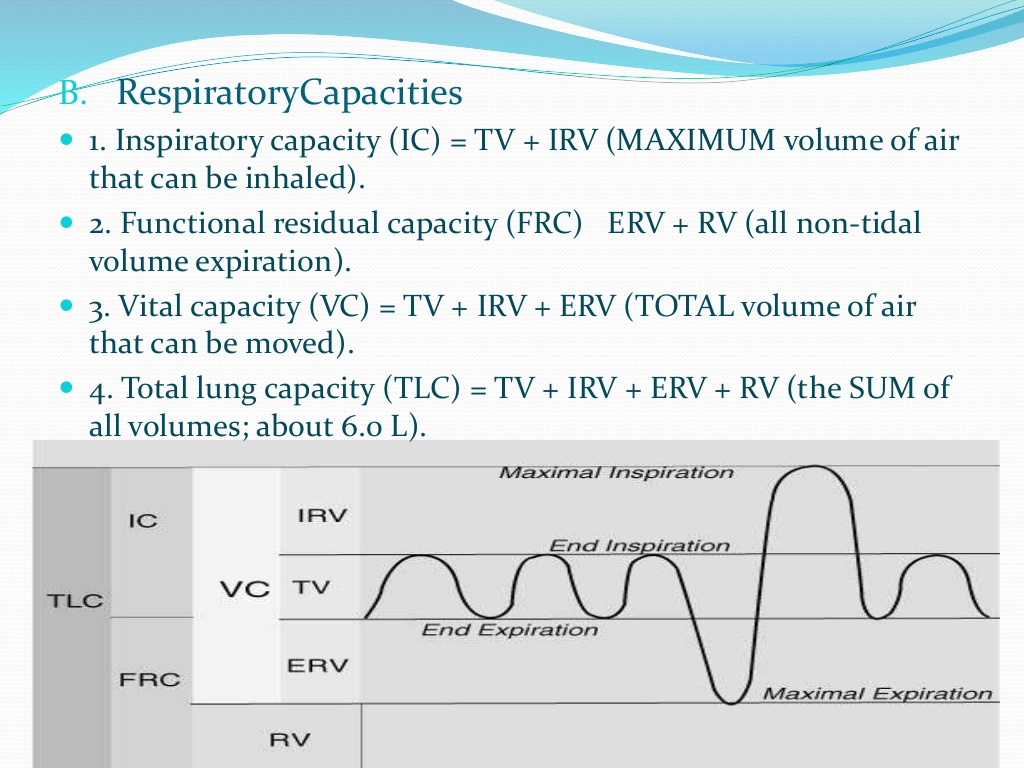 B. RespiratoryCapacities
• 1. Inspiratory capacity (IC) = TV + IRV (MAXIMUM volume of air
that can be inhaled).
• 2. Functional residual capacity (FRC) ERV + RV (all non-tidal
volume expiration).
• 3. Vital capacity (VC) = TV + IRV + ERV (TOTAL volume of air
that can be moved).
• 4. Total lung capacity (TLC) = TV + IRV + ERV + RV (the SUM of
all volumes; about 6.0 L).
Maximal Inspiration
IC
IRV
End Inspiration
TLC
VC
TV
End Expiration
FRC
ERV
Maximal Expiration
RV